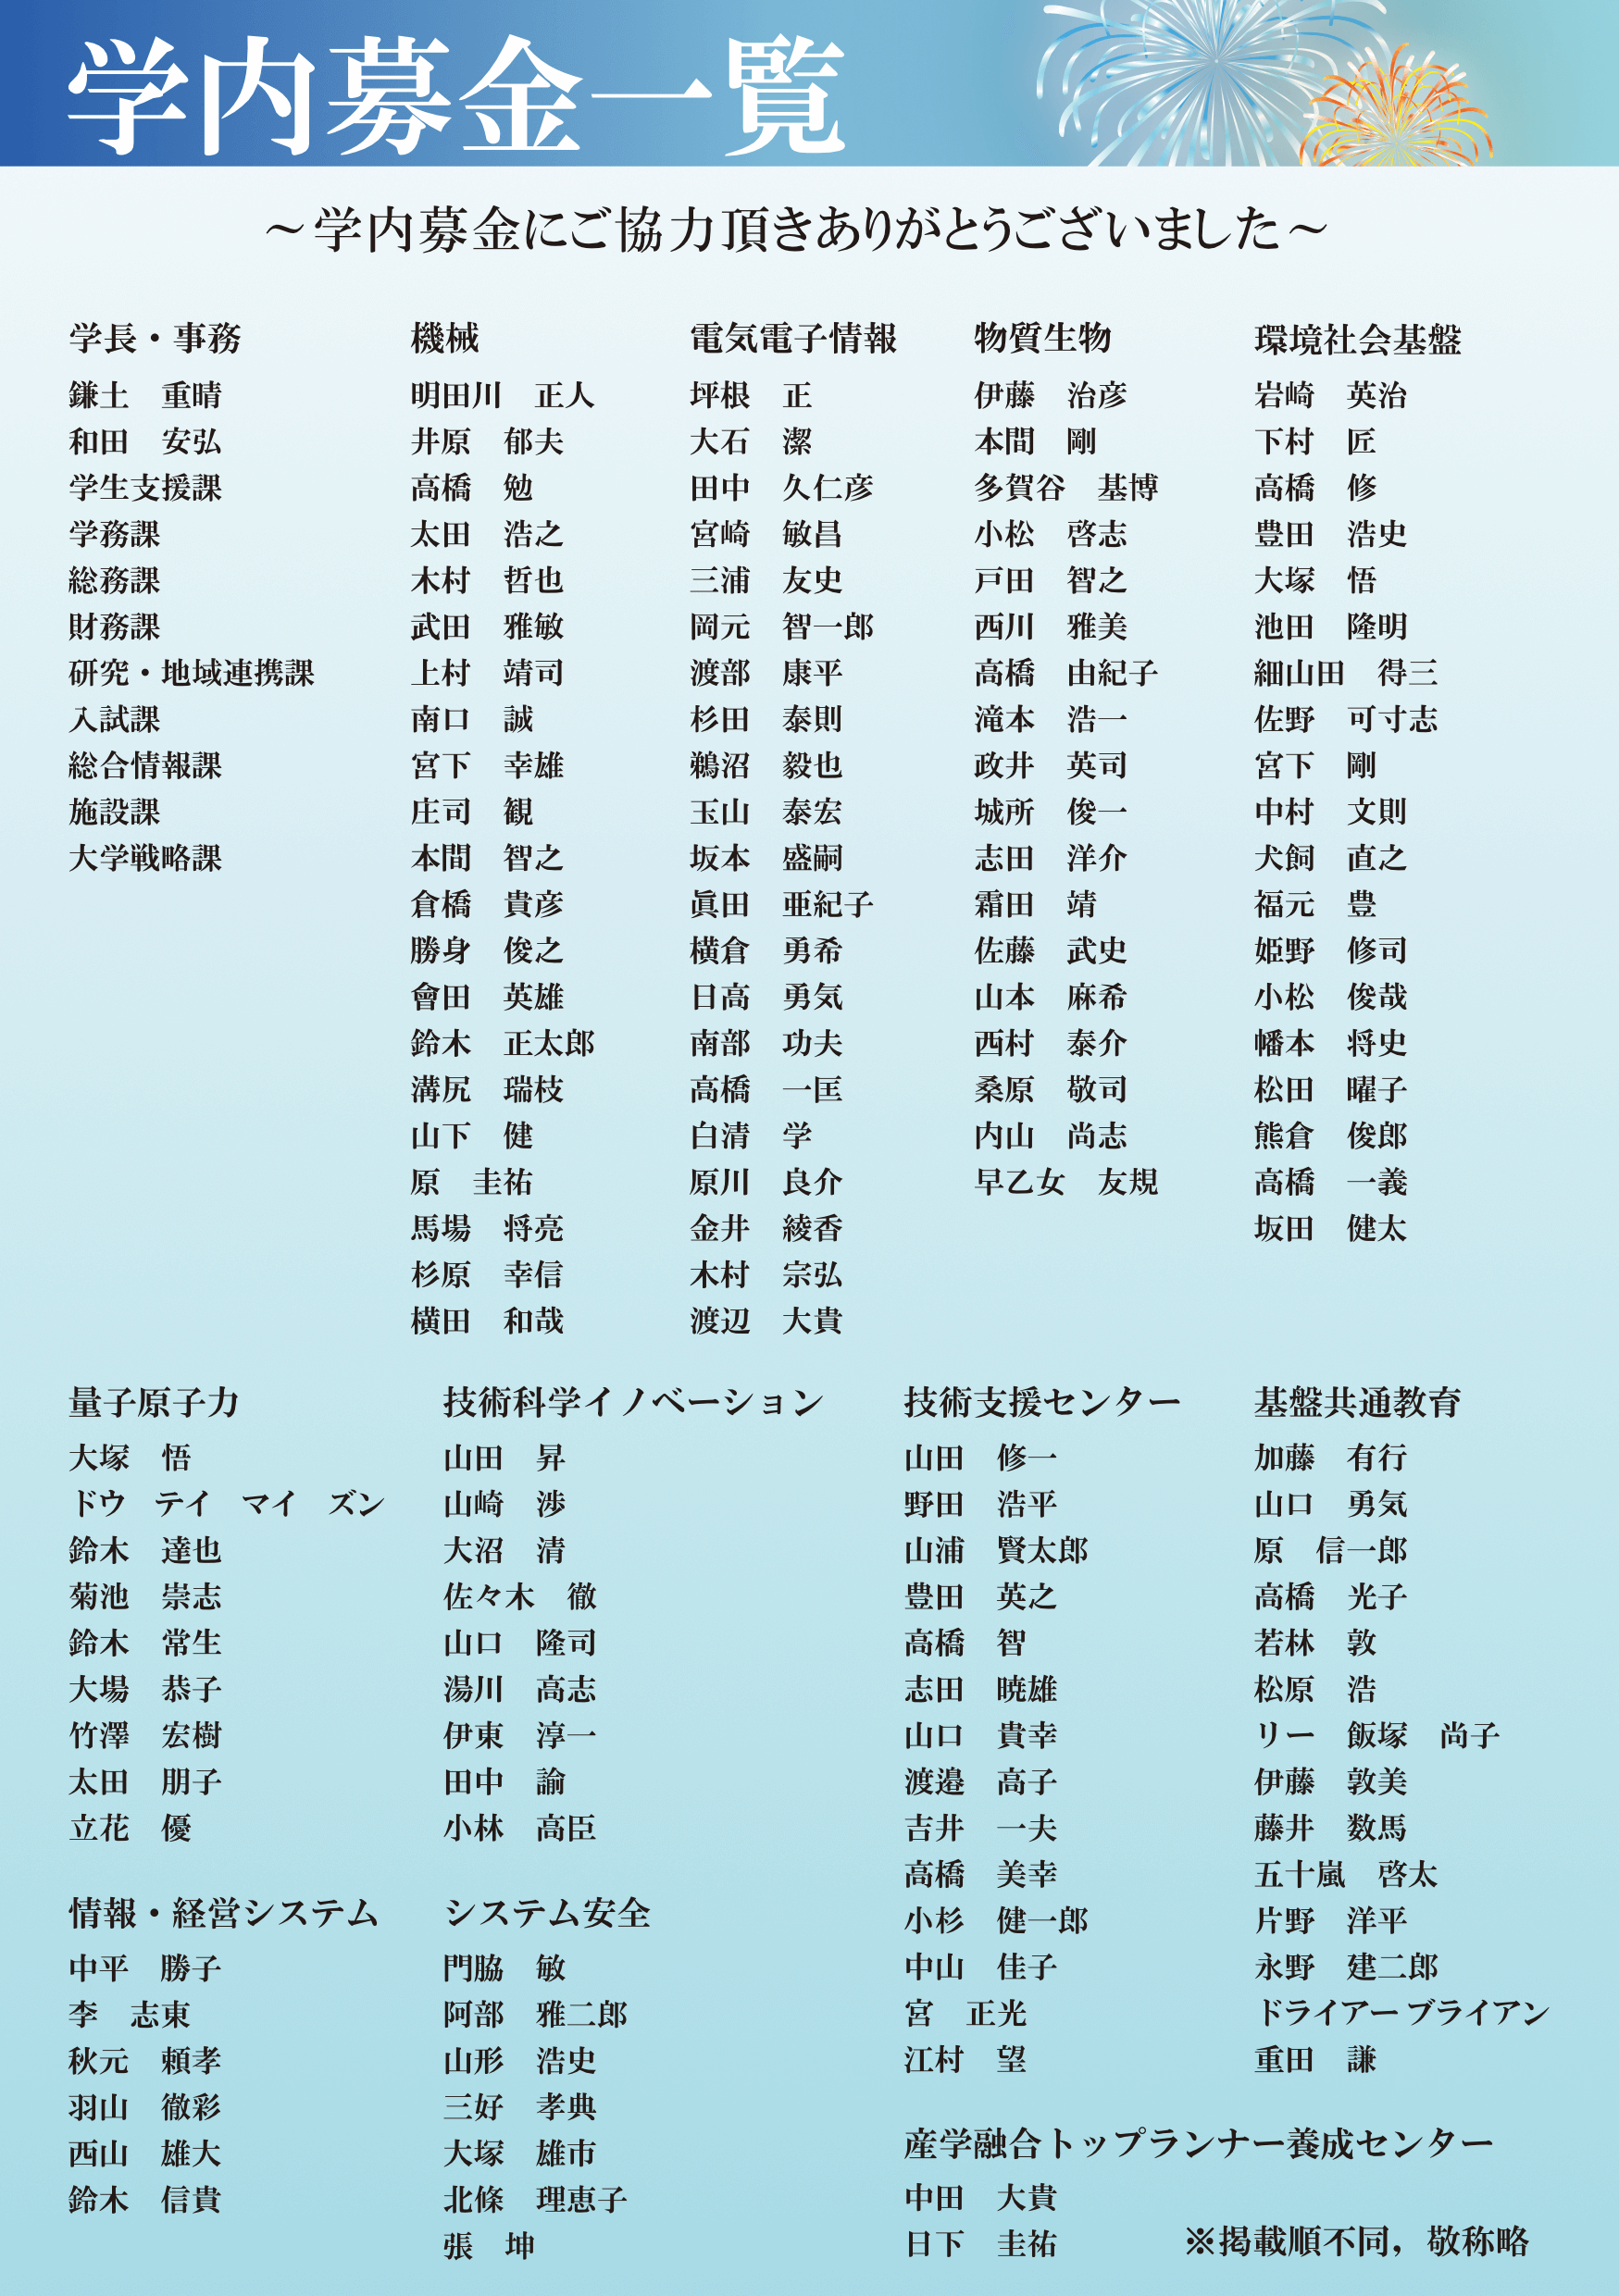 学内募金一覧
～学内募金にご協力頂きありがとうございました～
学長・事務
鎌土　重晴
和田　安弘
学生支援課
学務課
総務課
財務課
研究・地域連携課
入試課
総合情報課
施設課
大学戦略課
機械
明田川　正人
井原　郁夫
高橋　勉
太田　浩之
木村　哲也
武田　雅敏
上村　靖司
南口　誠
宮下　幸雄
庄司　観
本間　智之
倉橋　貴彦
勝身　俊之
會田　英雄
鈴木　正太郎
溝尻　瑞枝
山下　健
原　圭祐
馬場　将亮
杉原　幸信
横田　和哉
電気電子情報
坪根　正
大石　潔
田中　久仁彦
宮崎　敏昌
三浦　友史
岡元　智一郎
渡部　康平
杉田　泰則
鵜沼　毅也
玉山　泰宏
坂本　盛嗣
眞田　亜紀子
横倉　勇希
日高　勇気
南部　功夫
高橋　一匡
白清　学
原川　良介
金井　綾香
木村　宗弘
渡辺　大貴
物質生物
伊藤　治彦
本間　剛
多賀谷　基博
小松　啓志
戸田　智之
西川　雅美
高橋　由紀子
滝本　浩一
政井　英司
城所　俊一
志田　洋介
霜田　靖
佐藤　武史
山本　麻希
西村　泰介
桑原　敬司
内山　尚志
早乙女　友規
環境社会基盤
岩崎　英治
下村　匠
高橋　修
豊田　浩史
大塚　悟
池田　隆明
細山田　得三
佐野　可寸志
宮下　剛
中村　文則
犬飼　直之
福元　豊
姫野　修司
小松　俊哉
幡本　将史
松田　曜子
熊倉　俊郎
高橋　一義
坂田　健太
量子原子力
大塚　悟
ドウ　テイ　マイ　ズン
鈴木　達也
菊池　崇志
鈴木　常生
大場　恭子
竹澤　宏樹
太田　朋子
立花　優
技術科学イノベーション
山田　昇
山崎　渉
大沼　清
佐々木　徹
山口　隆司
湯川　高志
伊東　淳一
田中　諭
小林　高臣
技術支援センター
山田　修一
野田　浩平
山浦　賢太郎
豊田　英之
高橋　智
志田　暁雄
山口　貴幸
渡邉　高子
吉井　一夫
高橋　美幸
小杉　健一郎
中山　佳子
宮　正光
江村　望
基盤共通教育
加藤　有行
山口　勇気
原　信一郎
高橋　光子
若林　敦
松原　浩
リー　飯塚　尚子
伊藤　敦美
藤井　数馬
五十嵐　啓太
片野　洋平
永野　建二郎
ドライアー ブライアン
重田　謙
情報・経営システム
中平　勝子
李　志東
秋元　頼孝
羽山　徹彩
西山　雄大
鈴木　信貴
システム安全
門脇　敏
阿部　雅二郎
山形　浩史
三好　孝典
大塚　雄市
北條　理恵子
張　坤
産学融合トップランナー養成センター
中田　大貴
日下　圭祐
※掲載順不同，敬称略